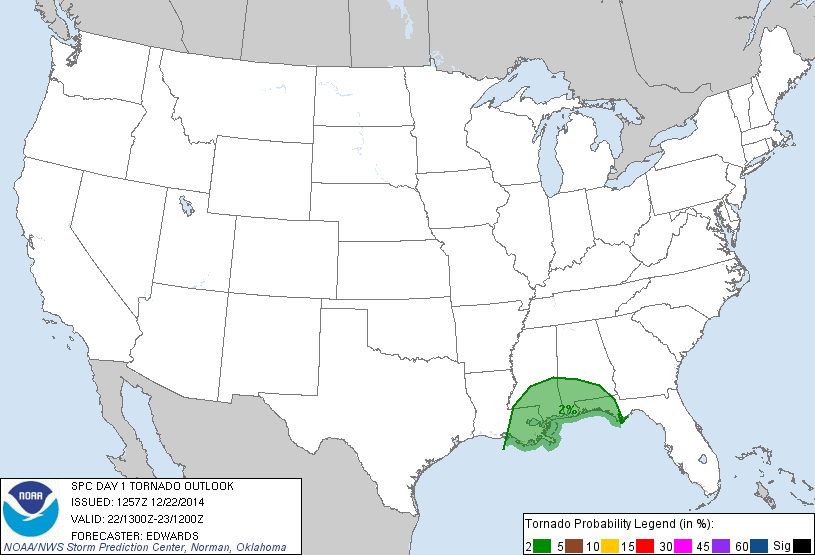 2%
SPC DAY 1 TORNADO OUTLOOK
ISSUED: 1257Z 12/22/2014
VALID: 22/1300Z-23/1200Z
FORECASTER: EDWARDS
NOAA/NWS Storm Prediction Center, Norman, Oklahoma
NOAA
Tornado Probability Legend (in %):
2 5 10 15 30 45 60 Sig